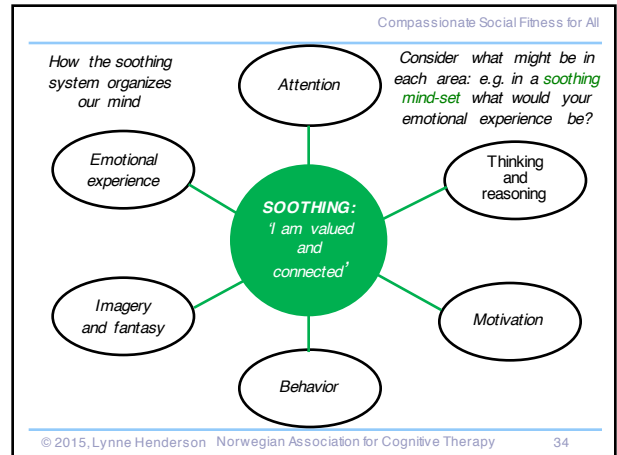 Compassionate Social Fitness for All
How the soothing
system organizes
our mind
Attention
Consider what might be in
each area: e.g. in a soothing
mind-set what would your
emotional experience be?
Emotional
experience
Thinking
and
reasoning
SOOTHING:
‘I am valued
and
connected’
Imagery
and fantasy
Motivation
Behavior
© 2015, Lynne Henderson Norwegian Association for Cognitive Therapy 34